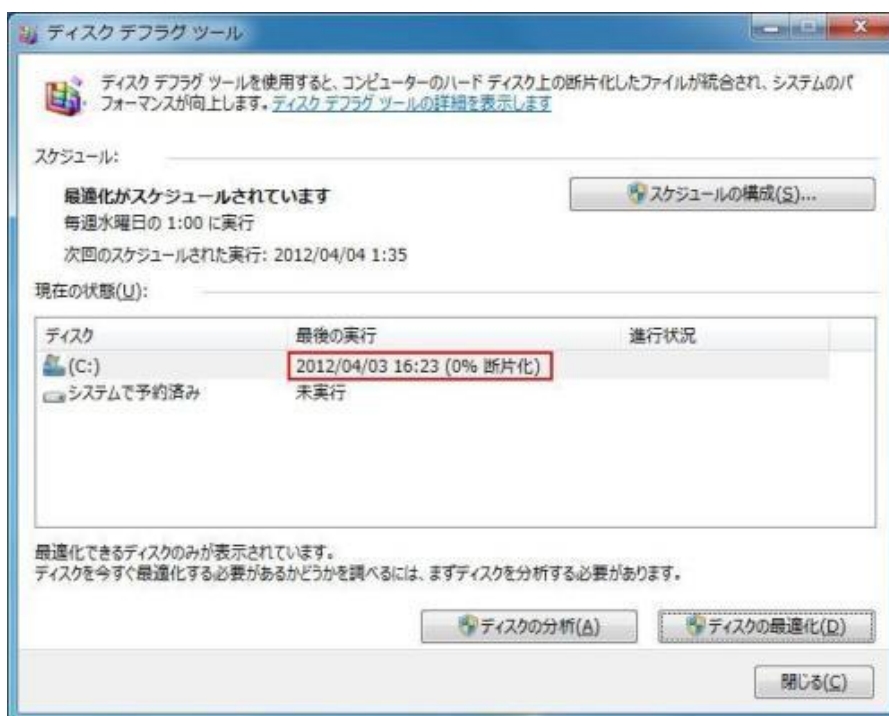 ディスク デフラグ ツール
ディスク デフラグ ツールを使用すると、コンピューターのハード ディスク上の断片化したファイルが統合され、システムのパ
フォーマンスが向上します。ディスク デフラグ ツールの詳細を表示します
スケジュール:
最適化がスケジュールされています
スケジュールの構成(S)...
毎週水曜日の 1:00 に実行
次回のスケジュールされた実行: 2012/04/04 1:35
現在の状態(U):
ディスク 最後の実行 進行状況
(C:) 2012/04/03 16:23 (0% 断片化)
システムで予約済み 未実行
最適化できるディスクのみが表示されています。
ディスクを今すぐ最適化する必要があるかどうかを調べるには、まずディスクを分析する必要があります。
ディスクの分析(A) ディスクの最適化(D)
閉じる(C)